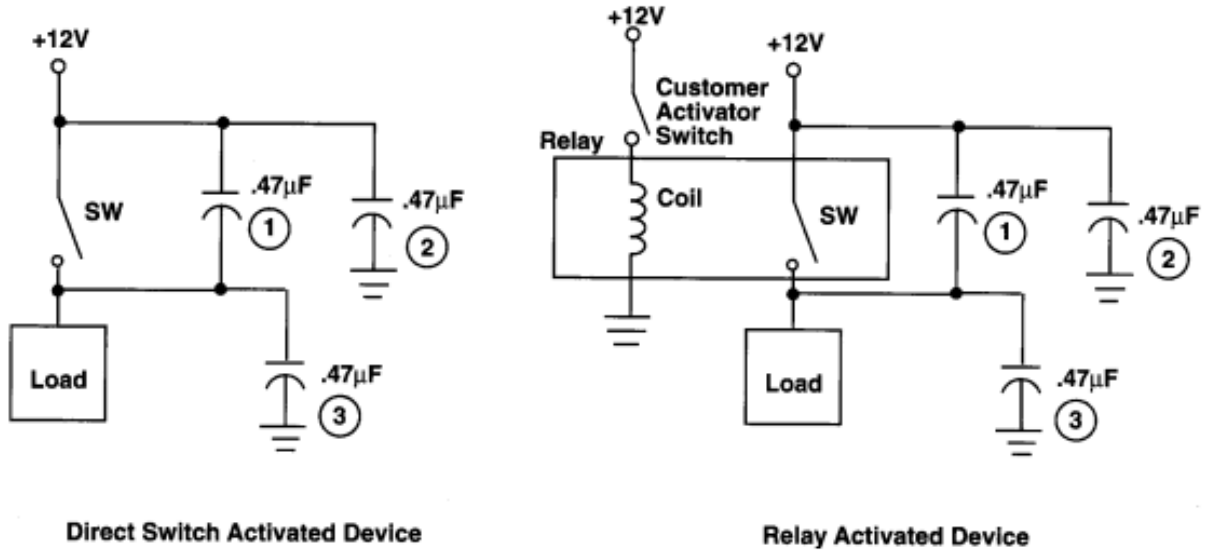 +12V
SW
.47μF
1
.47μF
2
Load
.47μF
3
Direct Switch Activated Device
+12V
Customer
Activator
Switch
+12V
Relay
Coil
SW
.47μF
1
.47μF
2
Load
.47μF
3
Relay Activated Device